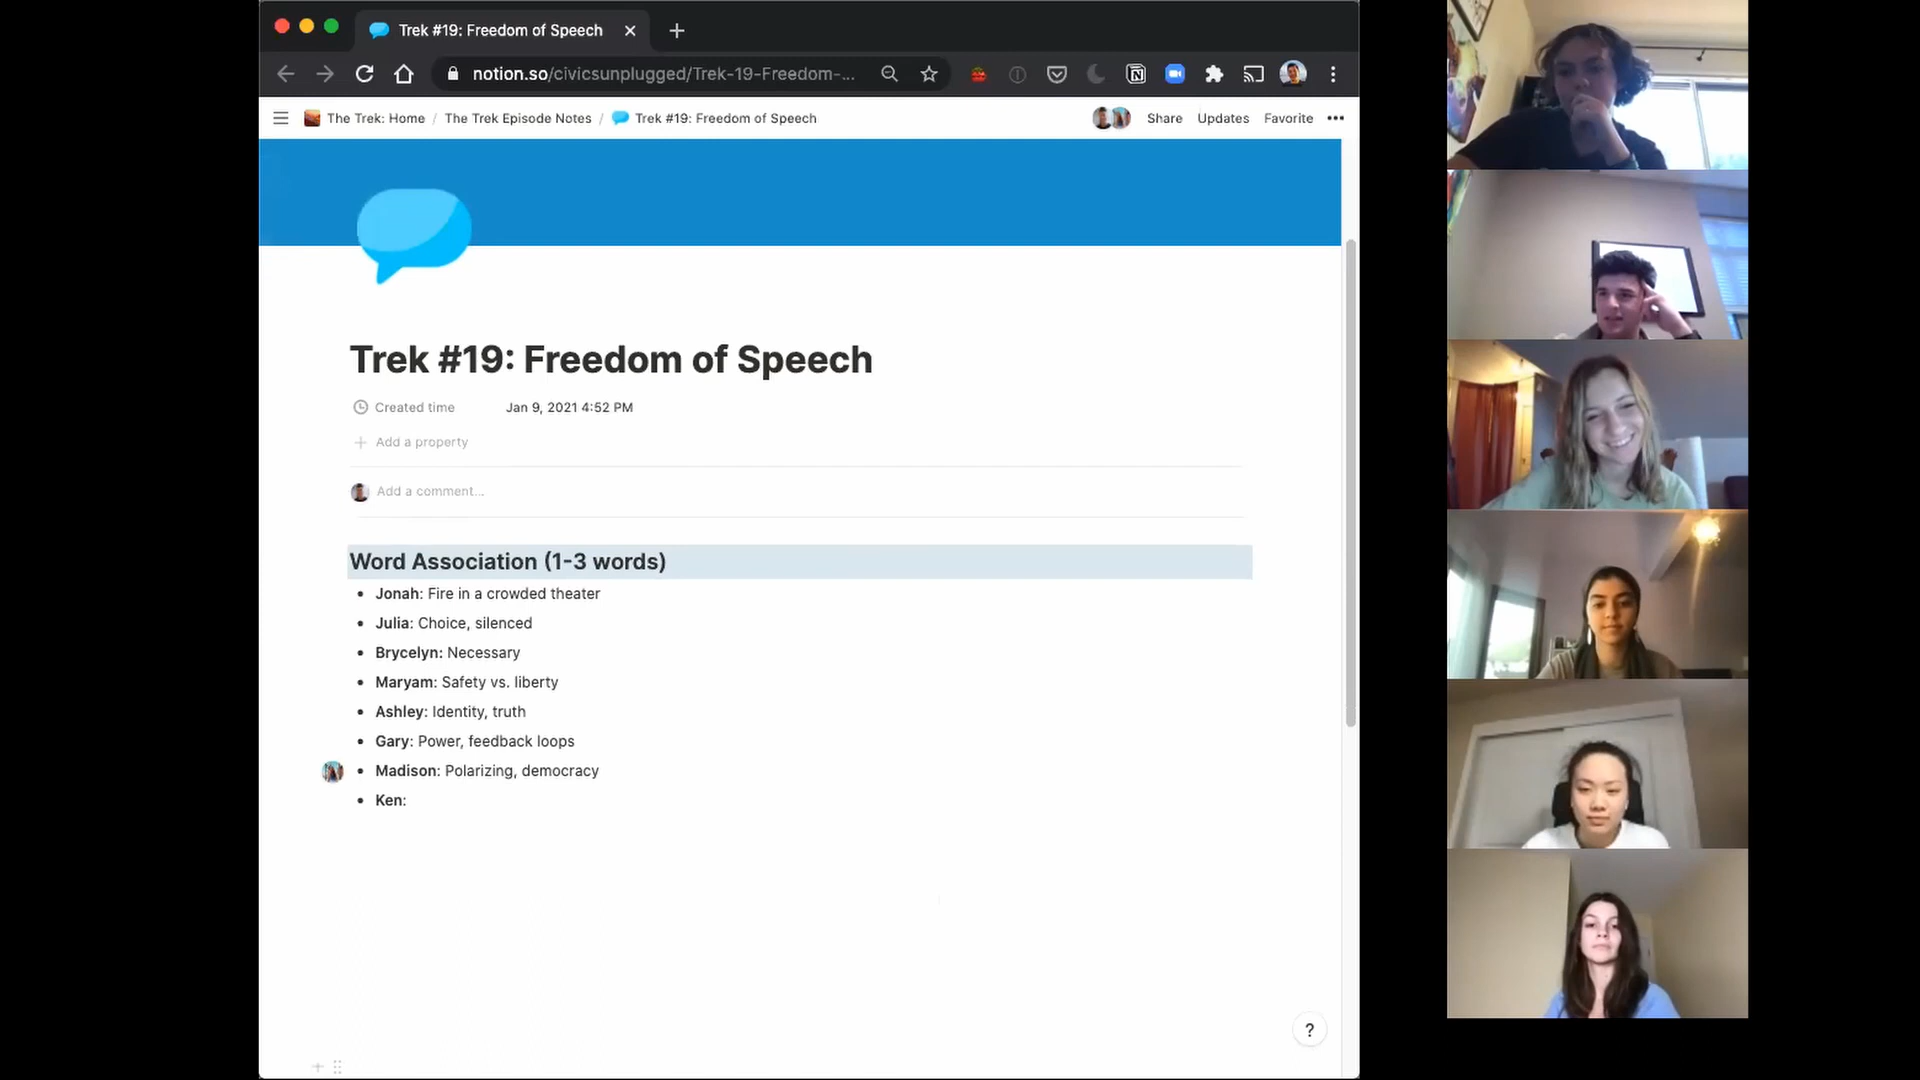 Trek #19: Freedom of Speech
notion.so/civicsunplugged/Trek-19-Freedom-...
The Trek: Home / The Trek Episode Notes / Trek #19: Freedom of Speech
Share Updates Favorite
Trek #19: Freedom of Speech
Created time Jan 9, 2021 4:52 PM
Add a property
Add a comment...
Word Association (1-3 words)
Jonah: Fire in a crowded theater
Julia: Choice, silenced
Brycelyn: Necessary
Maryam: Safety vs. liberty
Ashley: Identity, truth
Gary: Power, feedback loops
Madison: Polarizing, democracy
Ken:
?